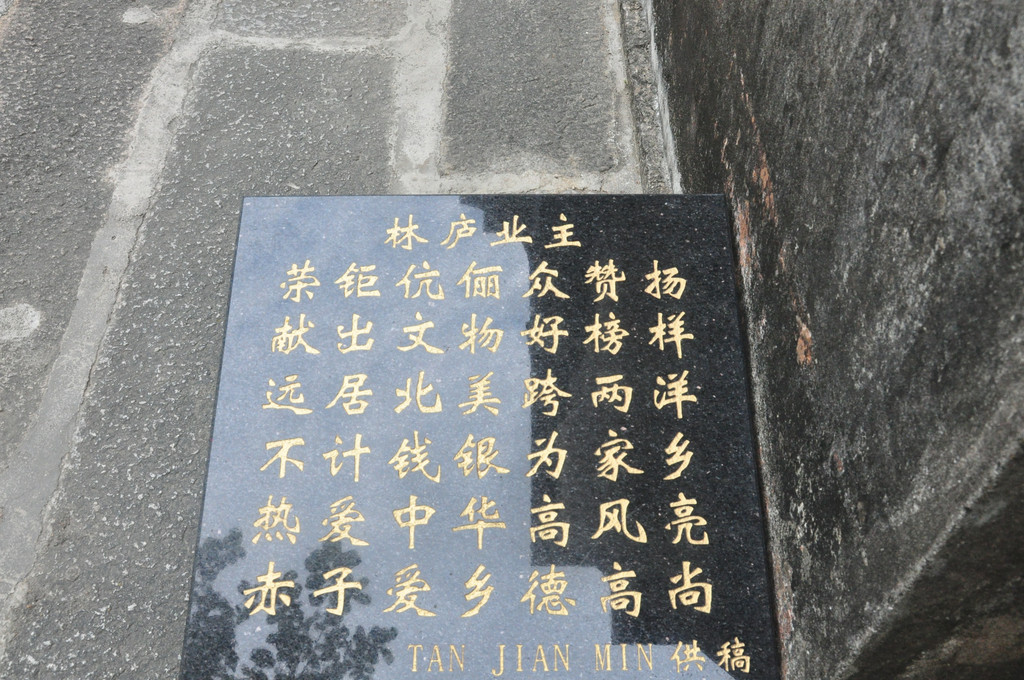 林庐业主
荣钜伉俪众赞扬
献出文物好榜样
远居北美跨两洋
不计钱银为家乡
热爱中华高风亮
赤子爱乡德高尚
TAN JIAN MIN 供稿